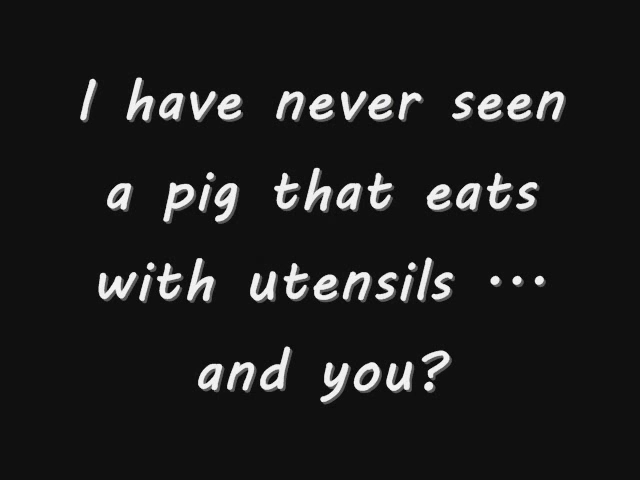 I have never seen
a pig that eats
with utensils ...
and you?